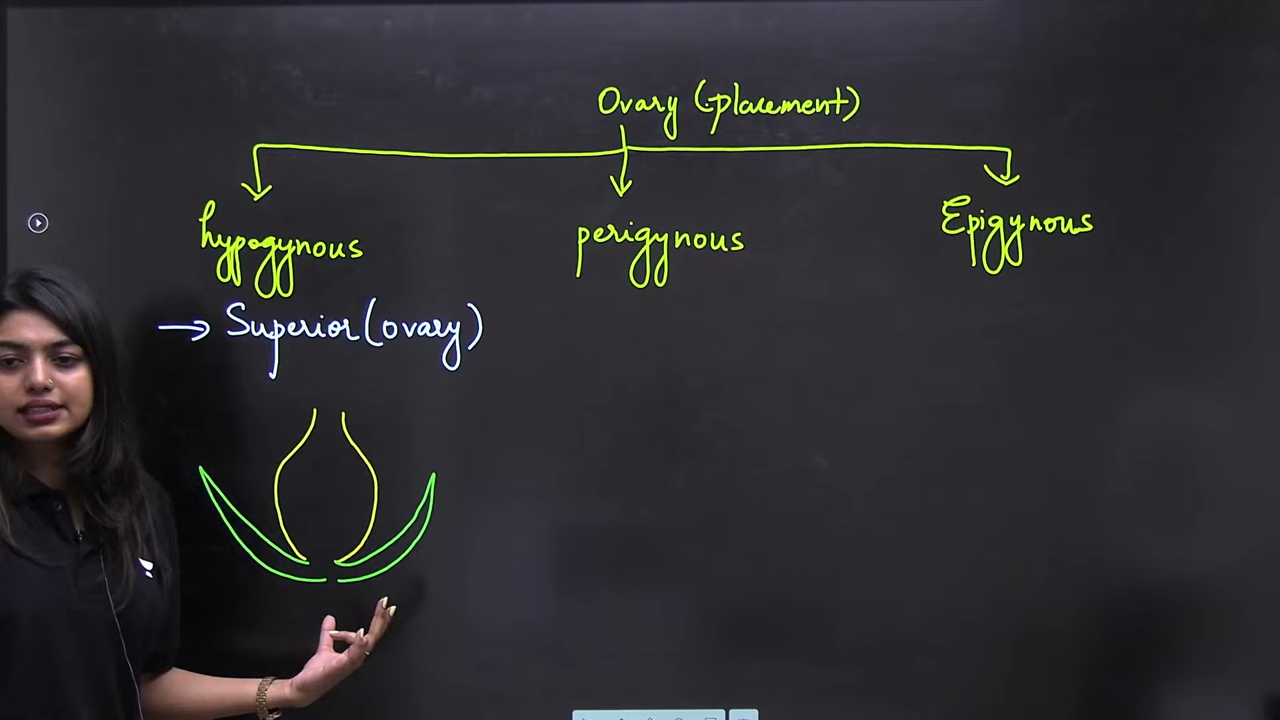 Ovary (placement)
hypogynous perigynous Epigynous
→ Superior (ovary)